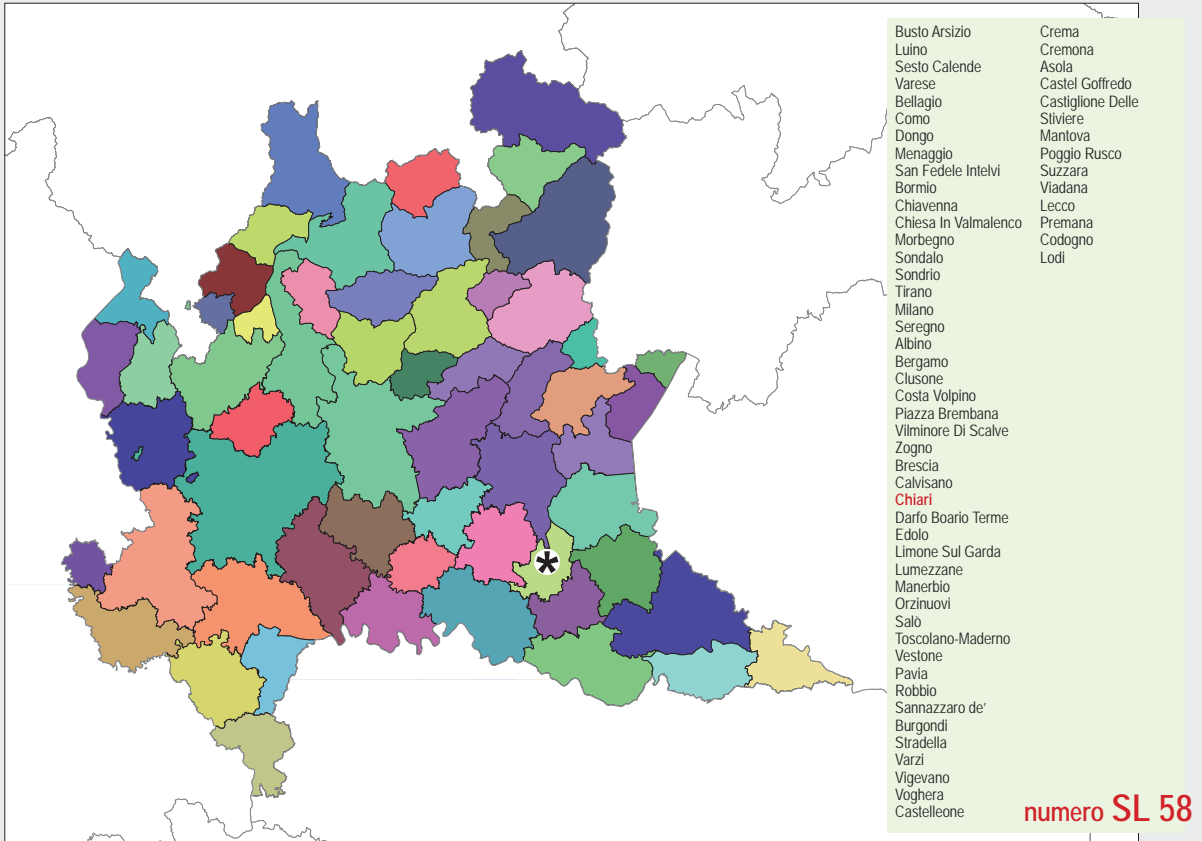 Busto Arsizio
Luino
Sesto Calende
Varese
Bellagio
Como
Dongo
Menaggio
San Fedele Intelvi
Bormio
Chiavenna
Chiesa In Valmalenco
Morbegno
Sondalo
Sondrio
Tirano
Milano
Seregno
Albino
Bergamo
Clusone
Costa Volpino
Piazza Brembana
Vilminore Di Scalve
Zogno
Brescia
Calvisano
Chiari
Darfo Boario Terme
Edolo
Limone Sul Garda
Lumezzane
Manerbio
Orzinuovi
Salò
Toscolano-Maderno
Vestone
Pavia
Robbio
Sannazzaro de'
Burgondi
Stradella
Varzi
Vigevano
Voghera
Castelleone
Crema
Cremona
Asola
Castel Goffredo
Castiglione Delle
Stiviere
Mantova
Poggio Rusco
Suzzara
Viadana
Lecco
Premana
Codogno
Lodi
numero SL 58
*